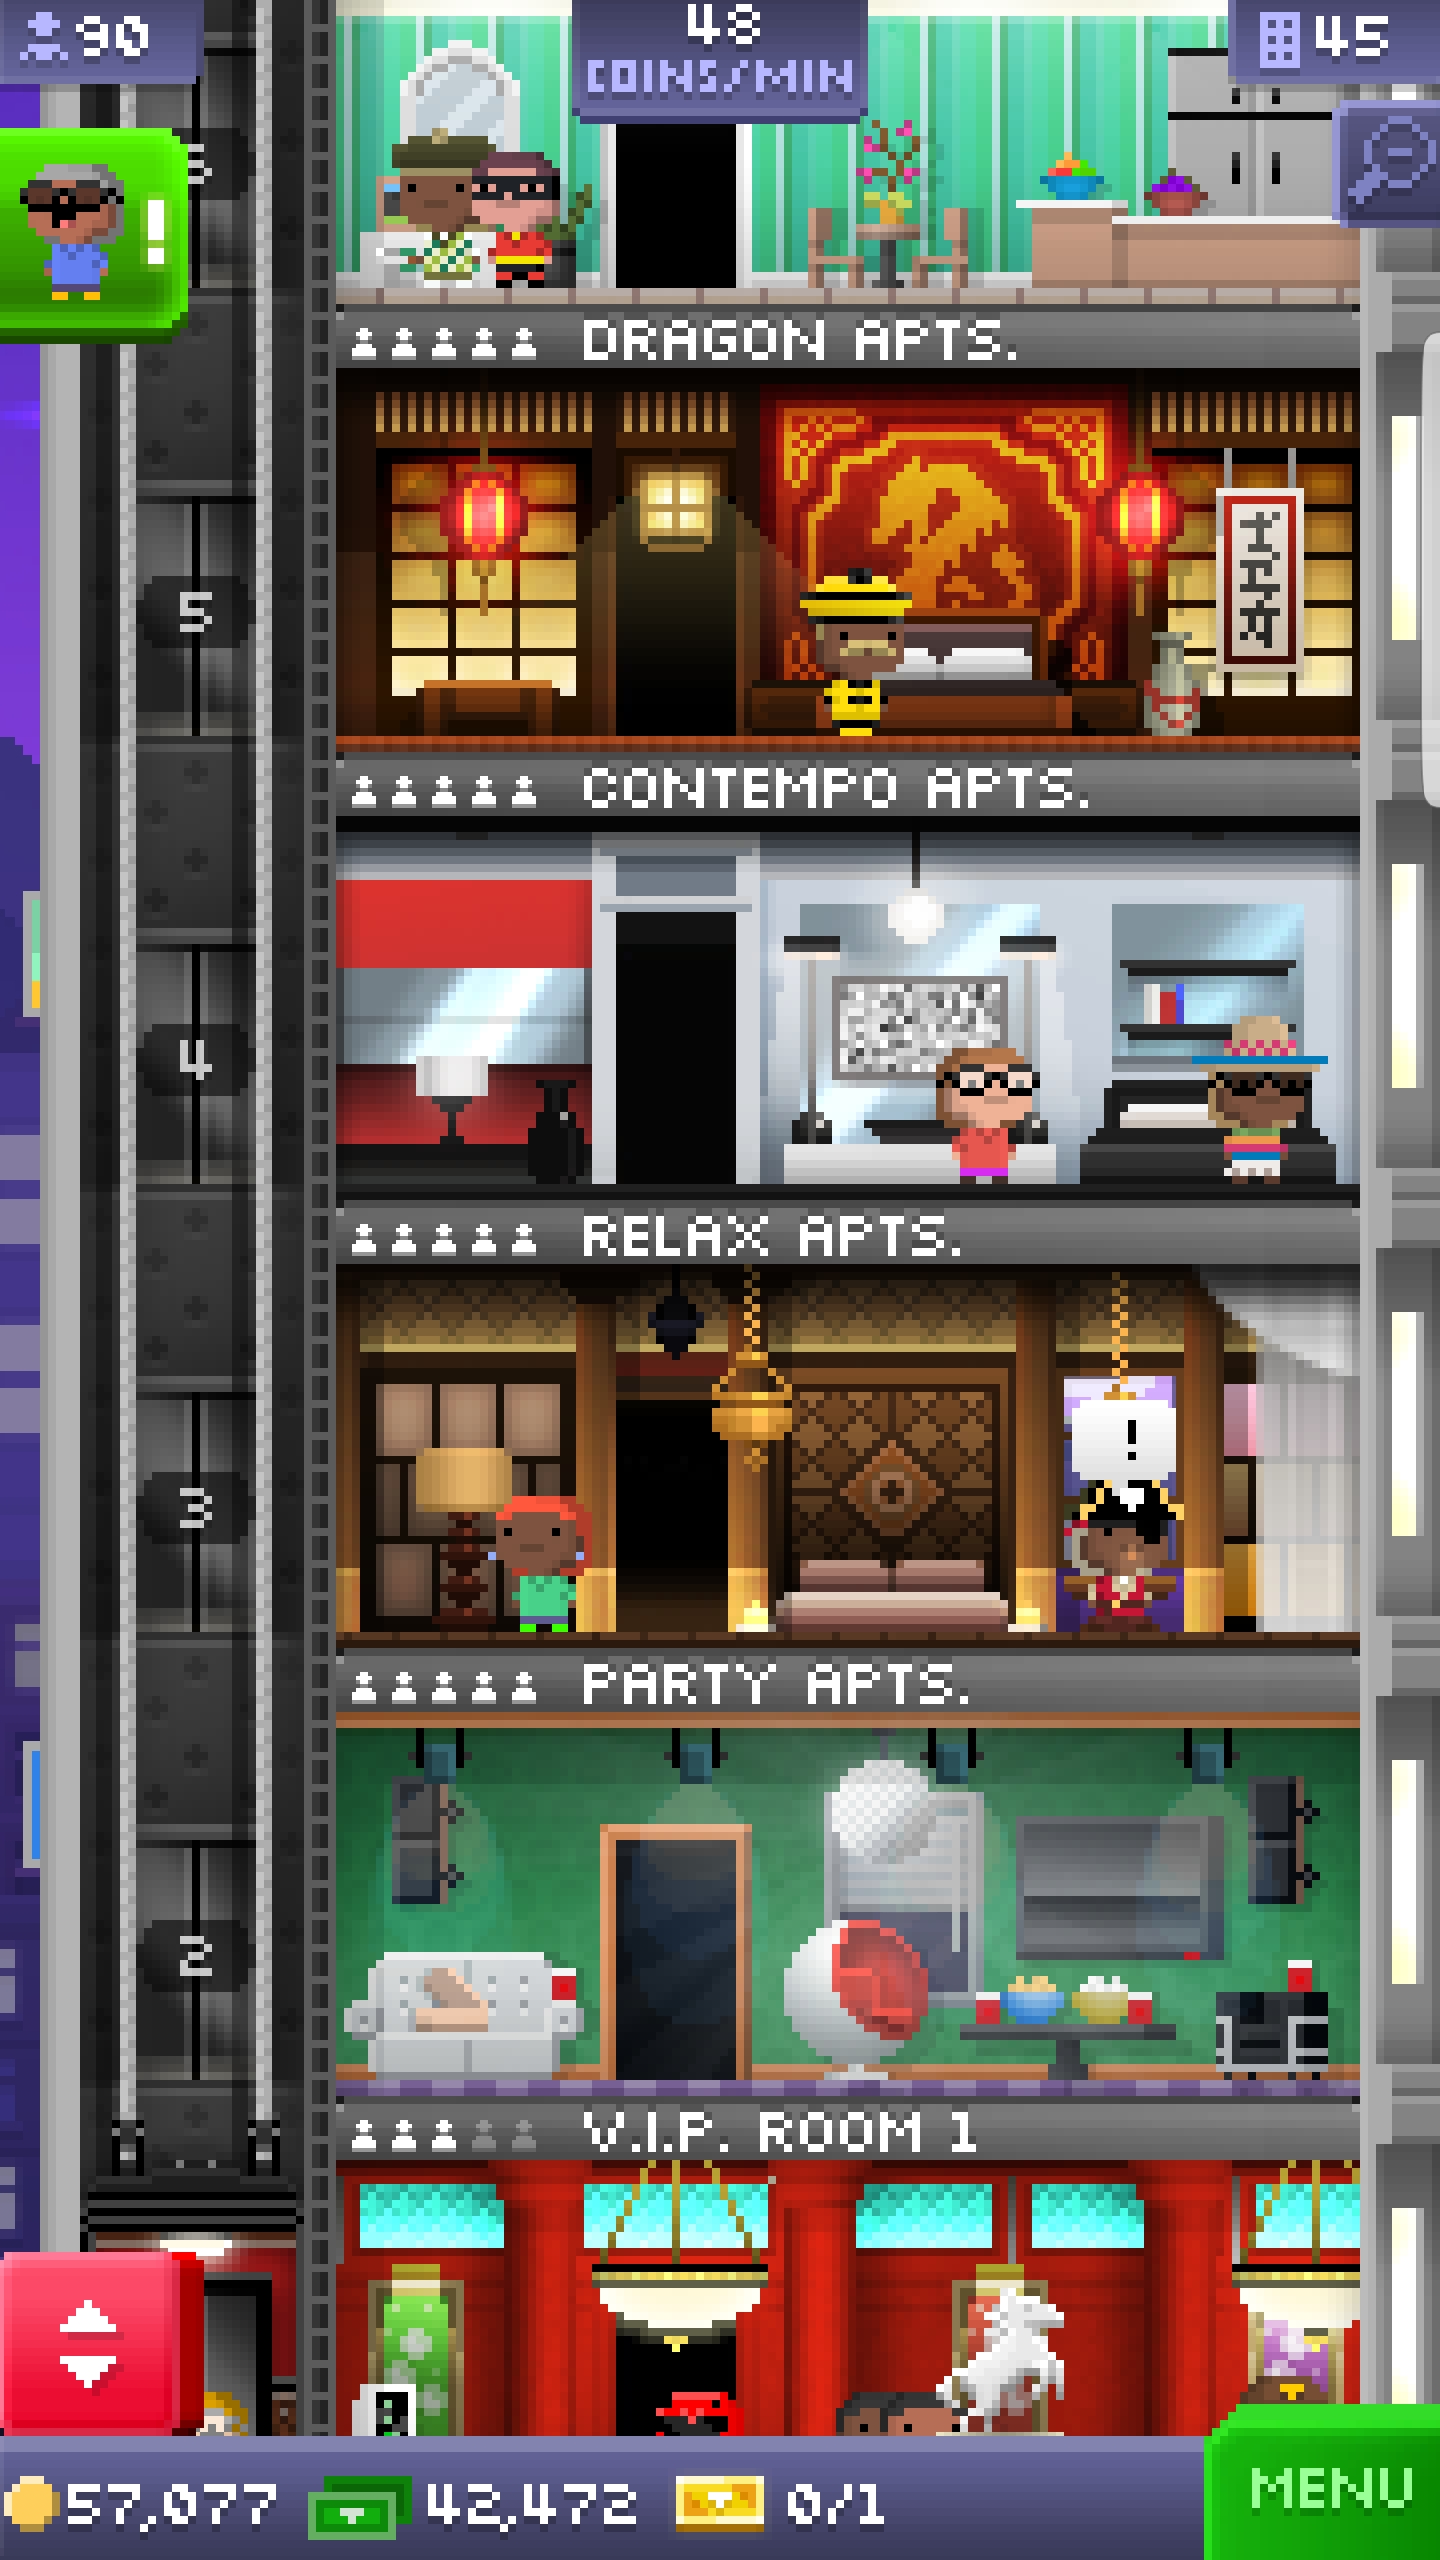 90
48
COINS/MIN
45
!
DRAGON APTS.
5
CONTEMPO APTS.
4
RELAX APTS.
!
3
PARTY APTS.
2
V.I.P. ROOM 1
57,077
42,472
0/1
MENU